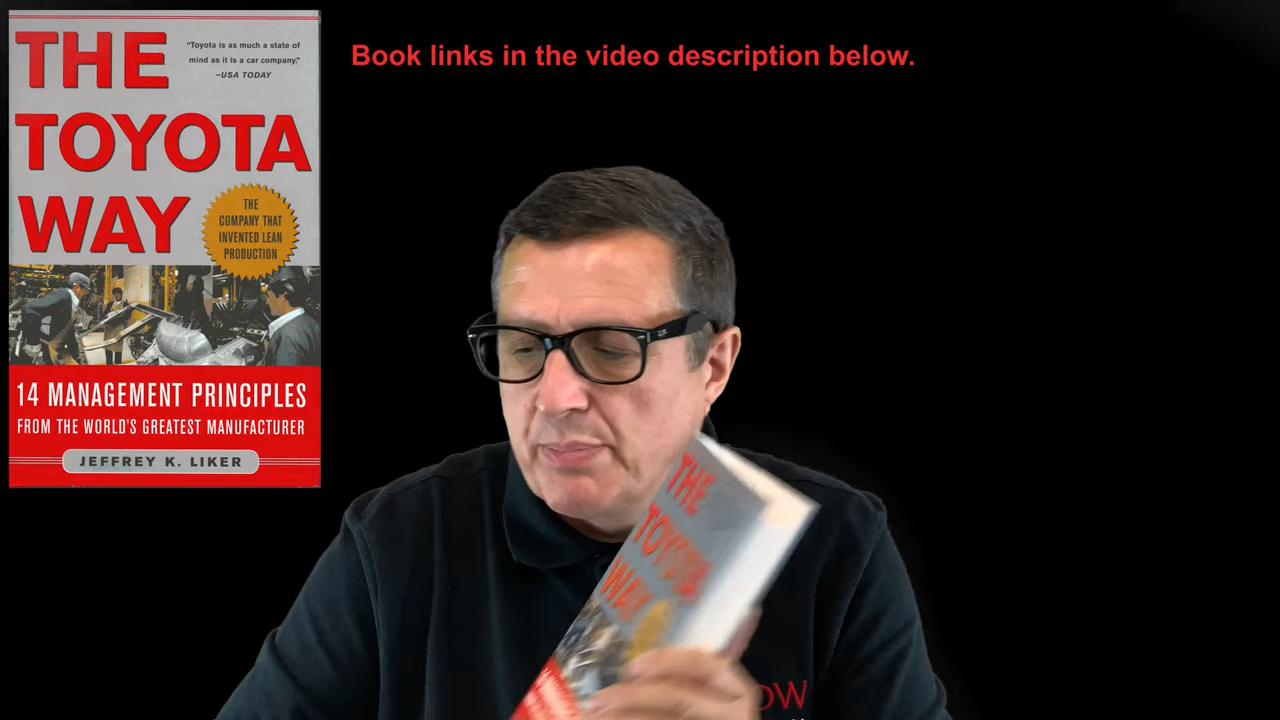 THE
TOYOTA
WAY
"Toyota is as much a state of
mind as it is a car company."
–USA TODAY
THE
COMPANY THAT
INVENTED LEAN
PRODUCTION
14 MANAGEMENT PRINCIPLES
FROM THE WORLD'S GREATEST MANUFACTURER
JEFFREY K. LIKER
Book links in the video description below.
THE
TOYOTA
WAY